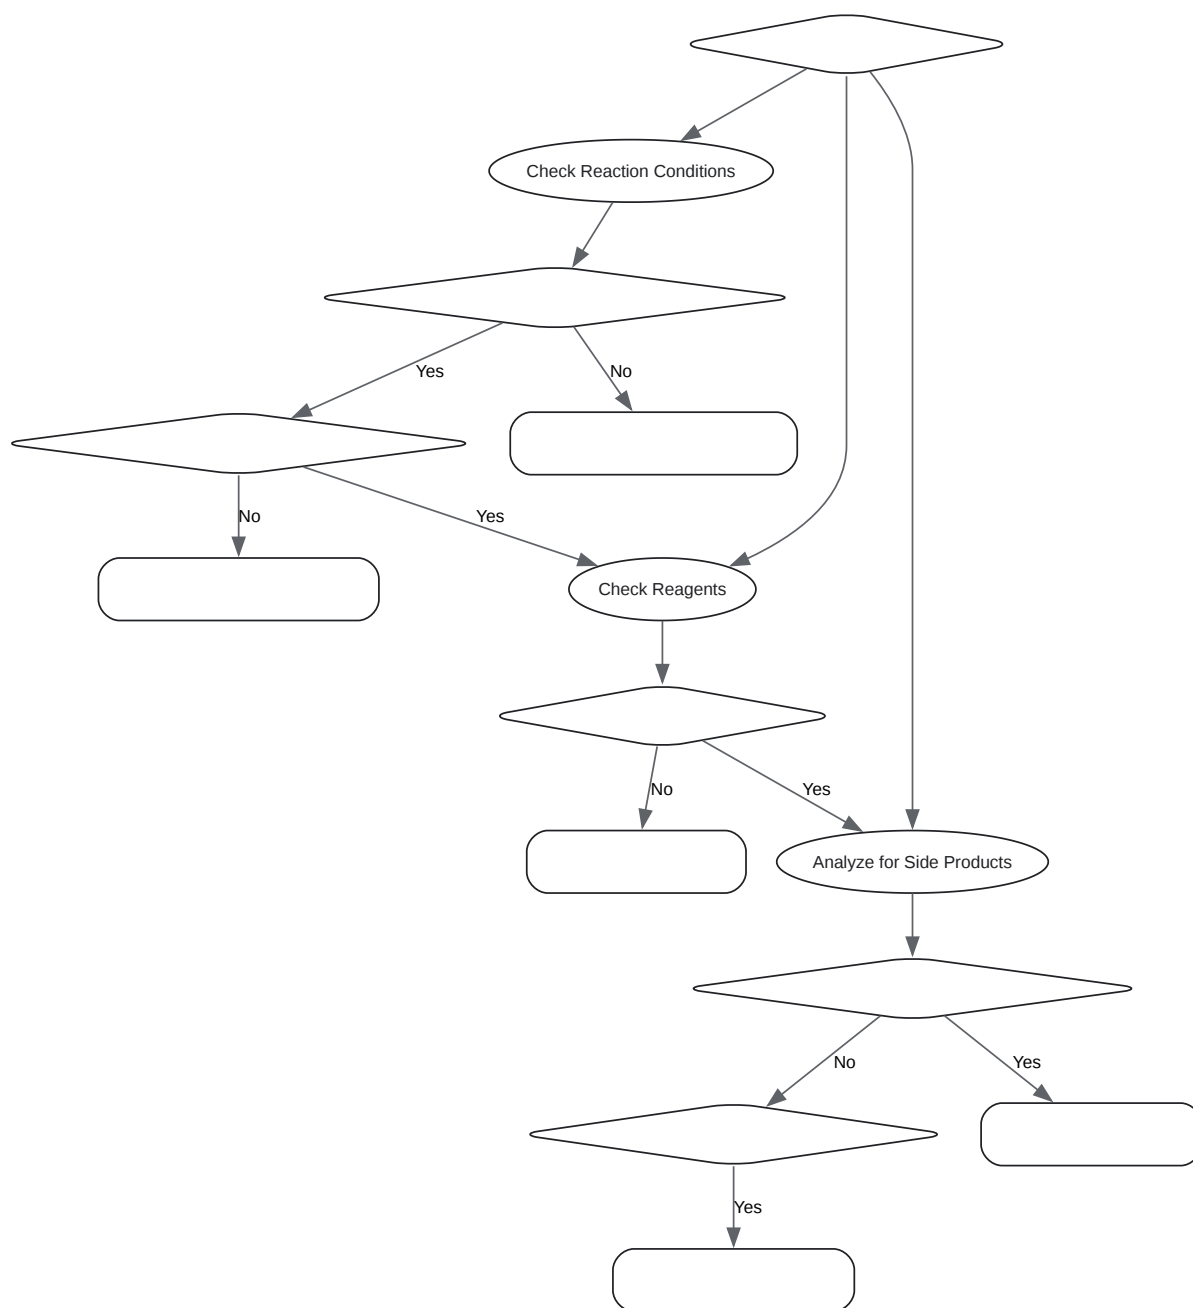 Check Reaction Conditions
Yes
No
No
Yes
Check Reagents
No
Yes
Analyze for Side Products
No
Yes
Yes